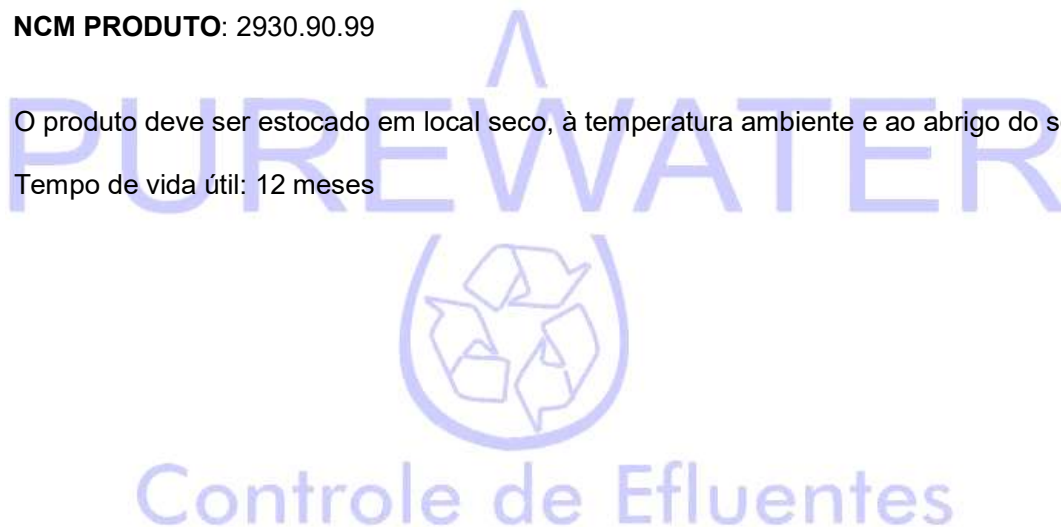 NCM PRODUTO: 2930.90.99
PUREWATER
O produto deve ser estocado em local seco, à temperatura ambiente e ao abrigo do s
Tempo de vida útil: 12 meses
Controle de Efluentes